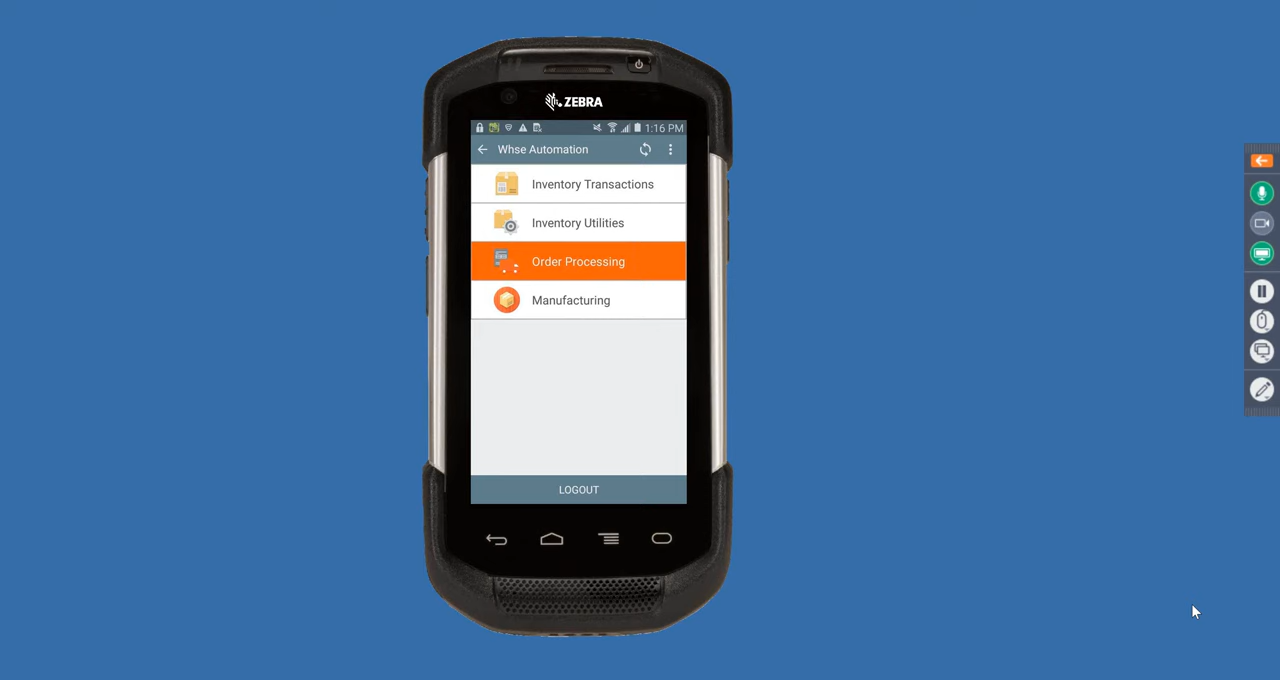 ZEBRA
1:16 PM
Whse Automation
Inventory Transactions
Inventory Utilities
Order Processing
Manufacturing
LOGOUT